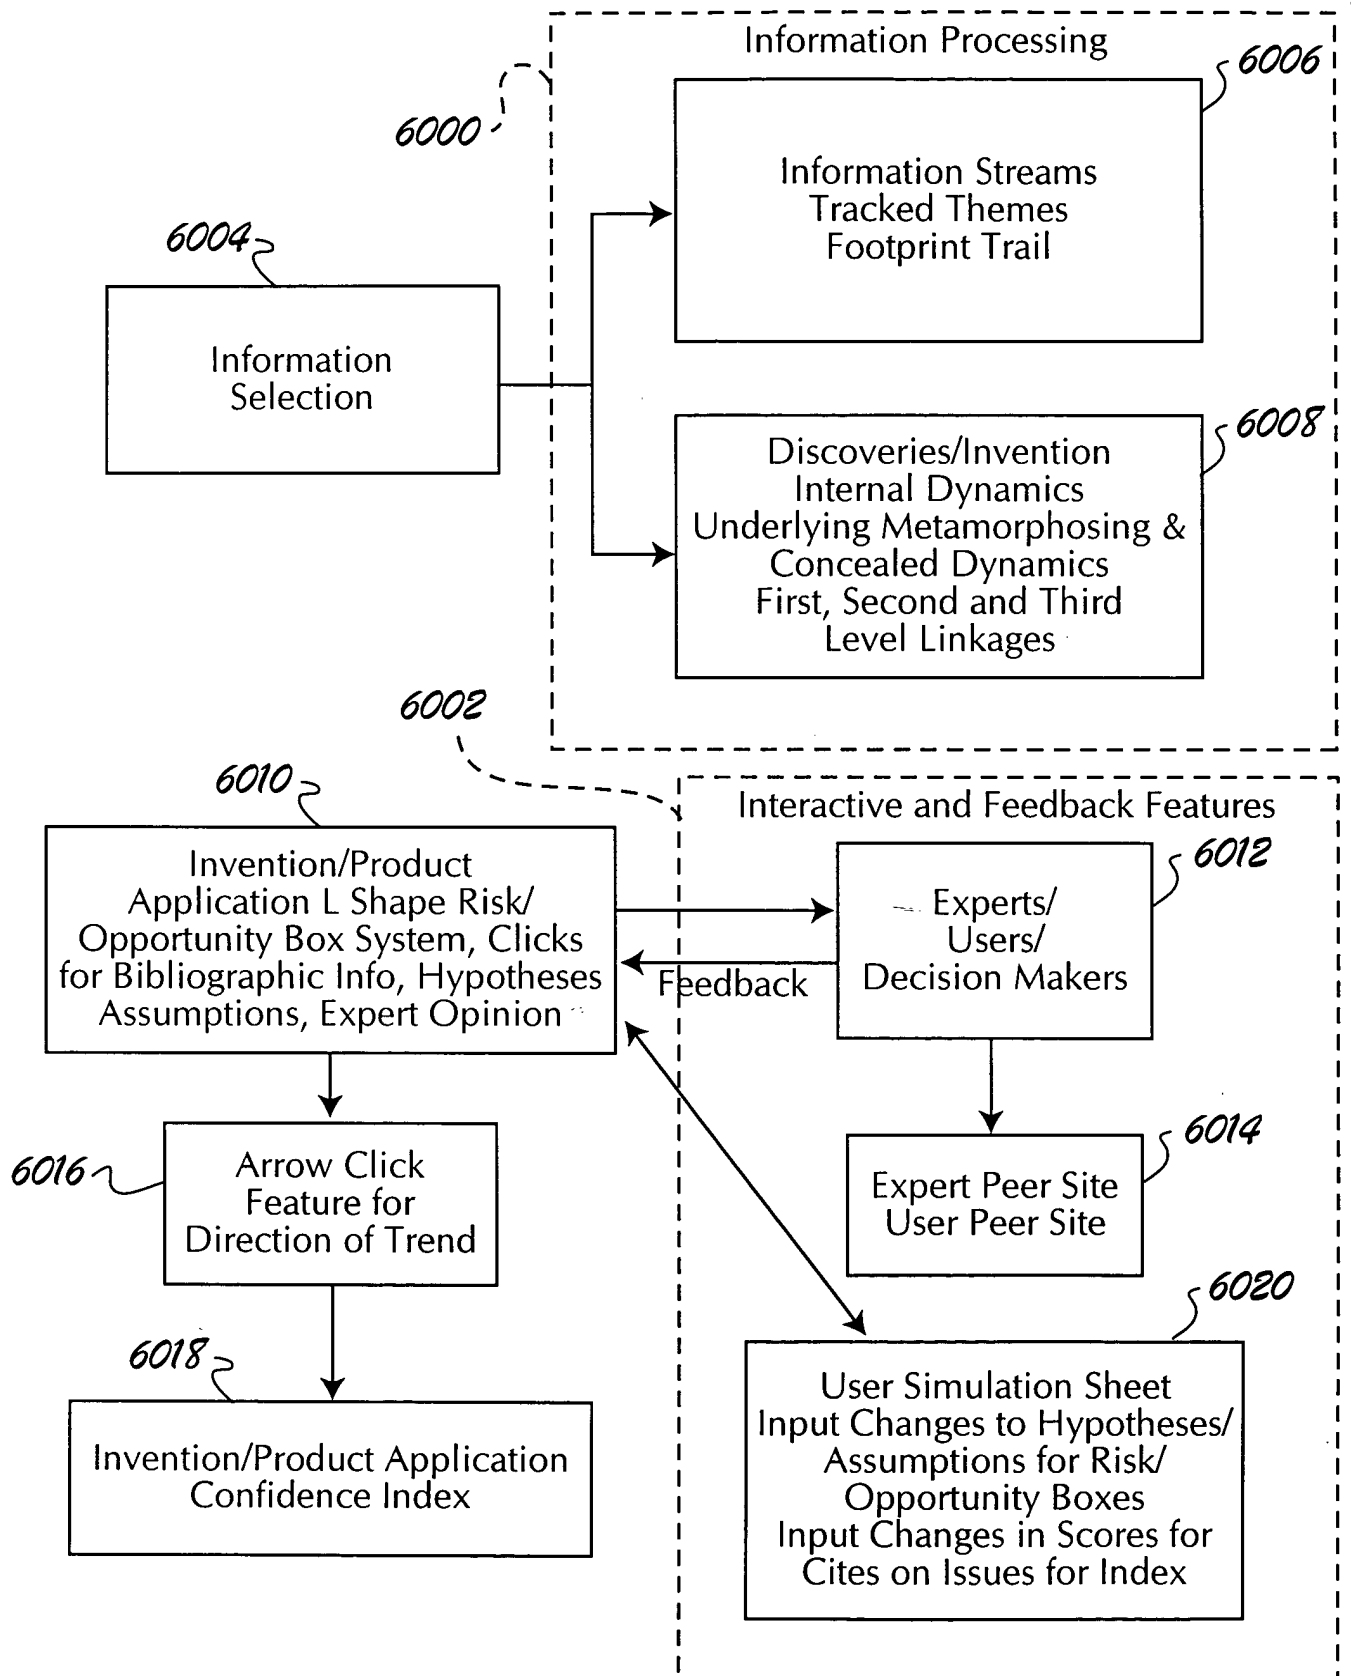 Information Processing
6006
6000
Information Streams
Tracked Themes
Footprint Trail
6004
Information
Selection
6008
Discoveries/Invention
Internal Dynamics
Underlying Metamorphosing &
Concealed Dynamics
First, Second and Third
Level Linkages
6002
6010
Interactive and Feedback Features
Invention/Product
Application L Shape Risk/
Opportunity Box System, Clicks
for Bibliographic Info, Hypotheses
Assumptions, Expert Opinion
6012
Experts/
Users/
Decision Makers
Feedback
6016
Arrow Click
Feature for
Direction of Trend
6014
Expert Peer Site
User Peer Site
6018
Invention/Product Application
Confidence Index
6020
User Simulation Sheet
Input Changes to Hypotheses/
Assumptions for Risk/
Opportunity Boxes
Input Changes in Scores for
Cites on Issues for Index